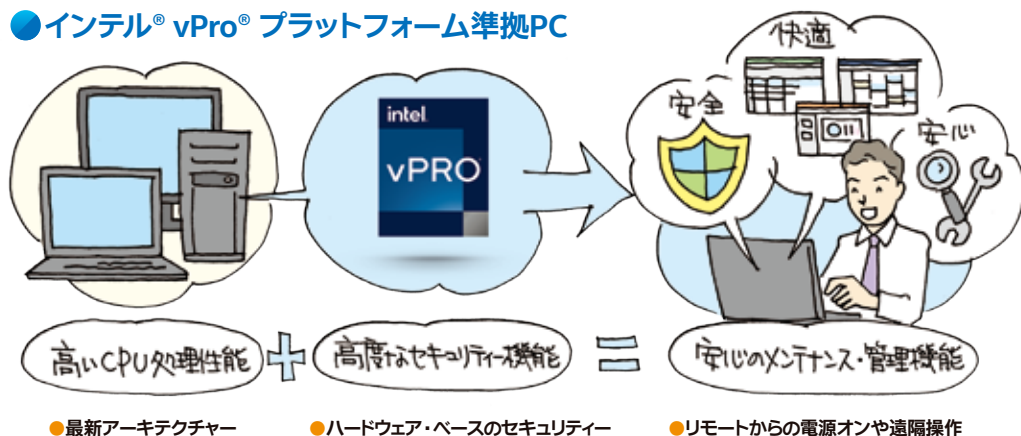 ●インテル® vPro® プラットフォーム準拠PC
快適
安全
安心
intel
vPRO
高いCPU処理性能
+
高度なセキュリティー機能
=
安心のメンテナンス・管理機能
●最新アーキテクチャー
●ハードウェア・ベースのセキュリティー
●リモートからの電源オンや遠隔操作